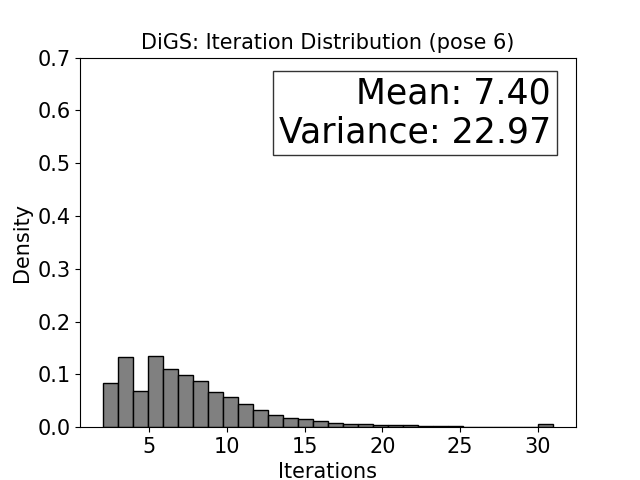 DiGS: Iteration Distribution (pose 6)
Mean: 7.40
Variance: 22.97
Density
0.7
0.6
0.5
0.4
0.3
0.2
0.1
0.0
5 10 15 20 25 30
Iterations